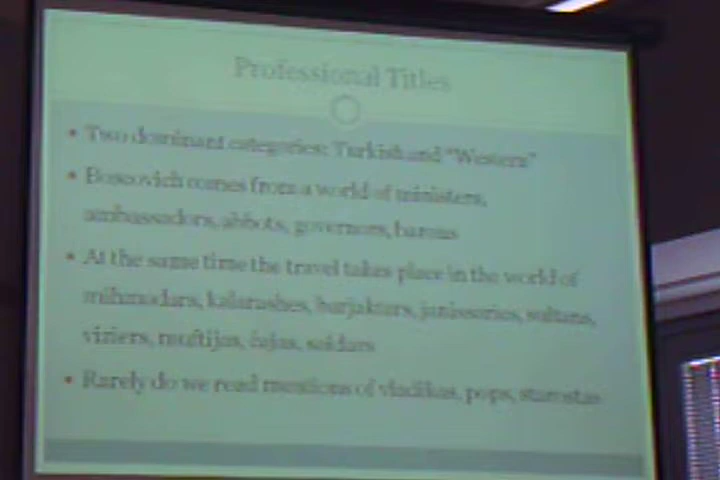 Professional Titles
• Two dominant categories: Turkish and "Western"
• Boscovich comes from a world of ministers,
ambassadors, abbots, governors, barons
• At the same time the travel takes place in the world of
mihmadars, kalarashes, barjaktars, janissaries, sultans,
viziers, muftijas, ćajas, saidars
• Rarely do we read mentions of vladikas, pops, starostas